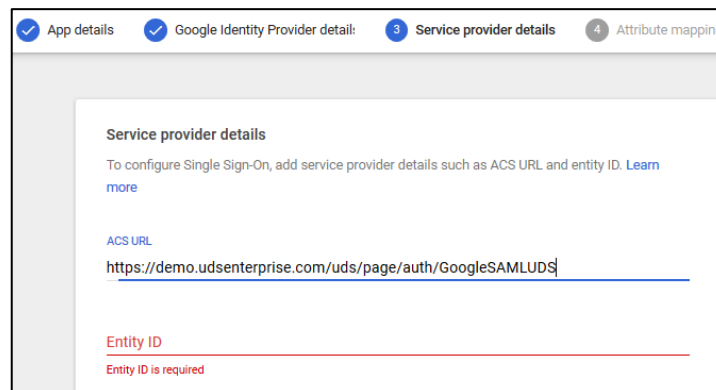 App details
Google Identity Provider details
3 Service provider details
4 Attribute mappin
Service provider details
To configure Single Sign-On, add service provider details such as ACS URL and entity ID. Learn
more
ACS URL
https://demo.udsenterprise.com/uds/page/auth/GoogleSAMLUDS
Entity ID
Entity ID is required